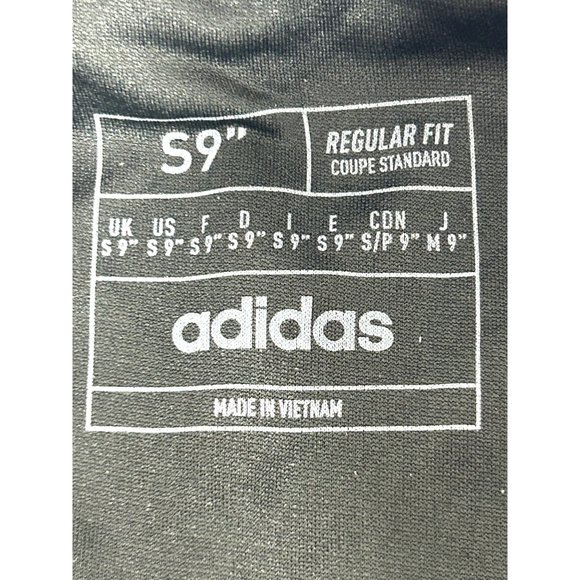 S9"
REGULAR FIT
COUPE STANDARD
UK US F D I E CDN J
S 9" S 9" S 9" S 9" S 9" S 9" S/P 9" M 9"
adidas
MADE IN VIETNAM